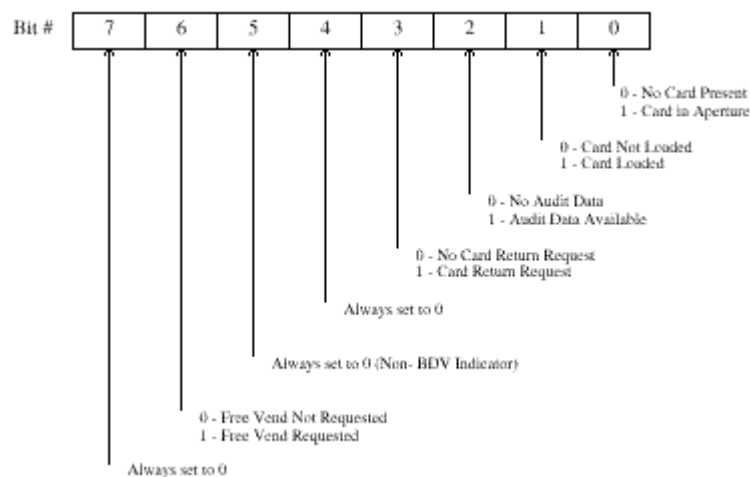 Bit # 7 6 5 4 3 2 1 0
0 - No Card Present
1 - Card in Aperture
0 - Card Not Loaded
1 - Card Loaded
0 - No Audit Data
1 - Audit Data Available
0 - No Card Return Request
1 - Card Return Request
Always set to 0
Always set to 0 (Non- BDV Indicator)
0 - Free Vend Not Requested
1 - Free Vend Requested
Always set to 0